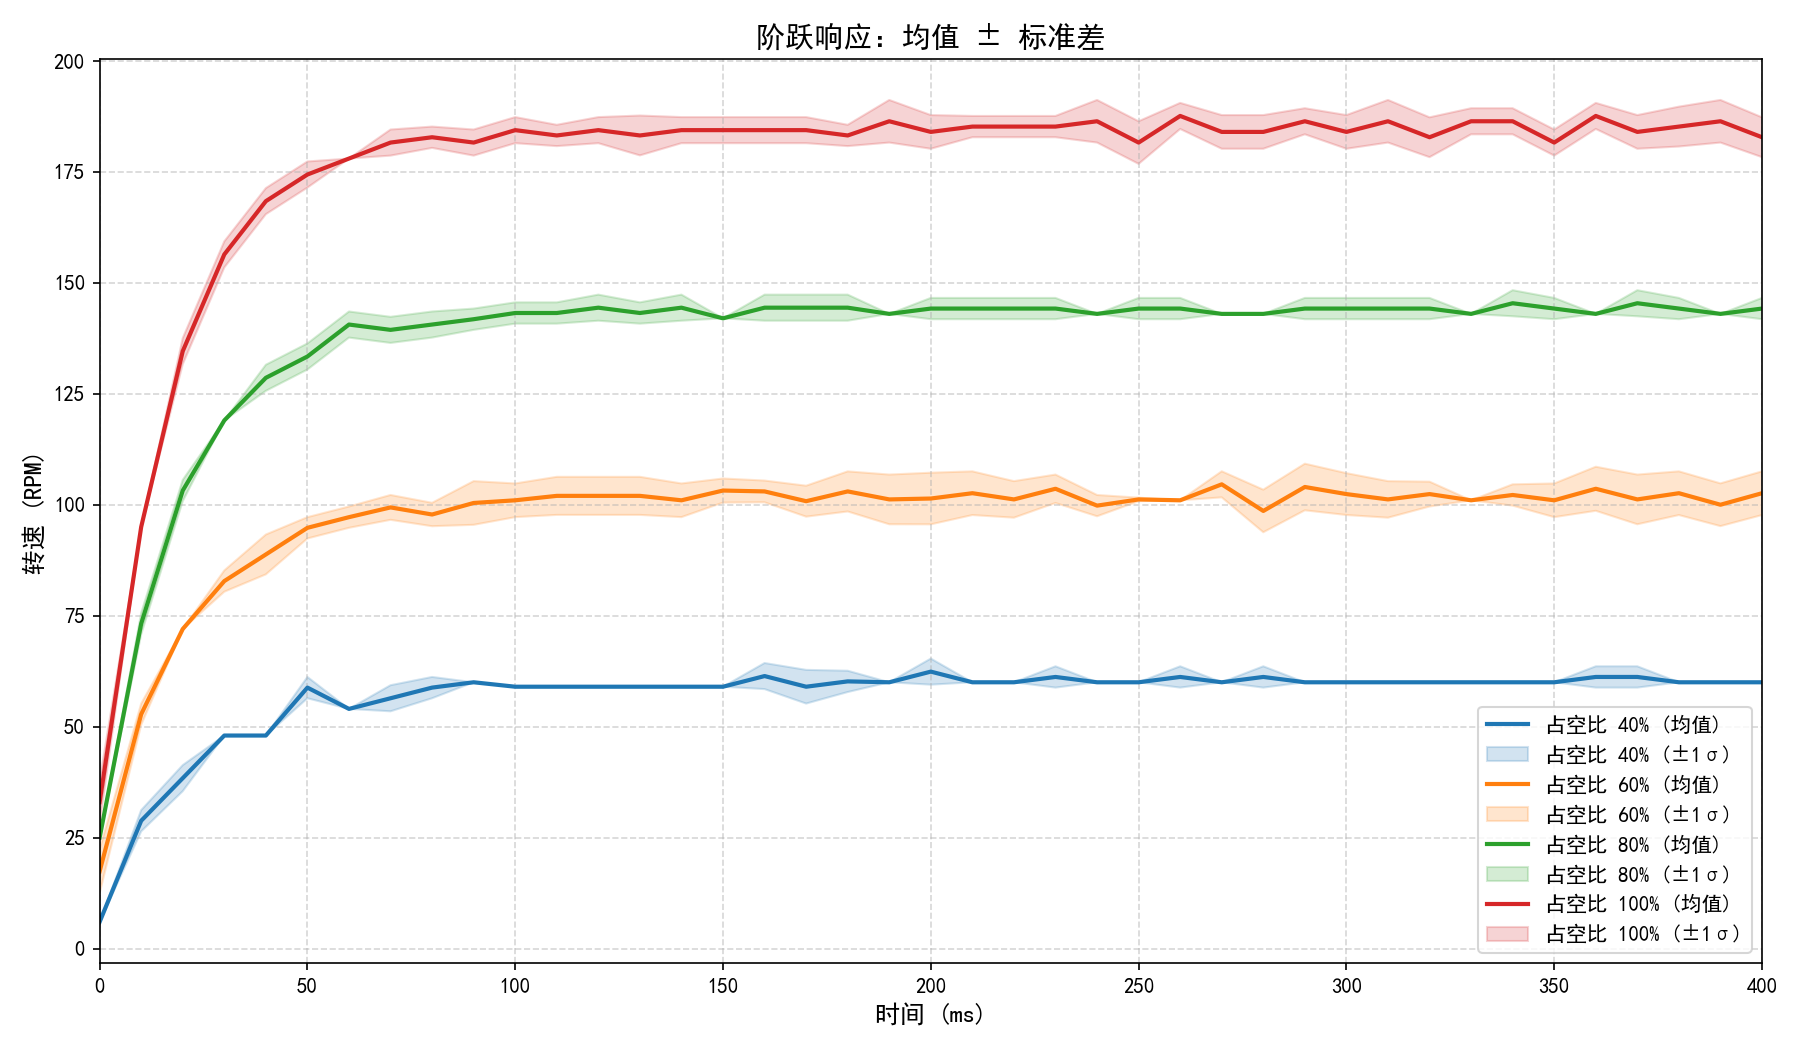 阶跃响应：均值 ± 标准差
200
175
150
125
100
75
50
25
0
转速 (RPM)
0 50 100 150 200 250 300 350 400
时间 (ms)
占空比 40% (均值)
占空比 40% (±1σ)
占空比 60% (均值)
占空比 60% (±1σ)
占空比 80% (均值)
占空比 80% (±1σ)
占空比 100% (均值)
占空比 100% (±1σ)